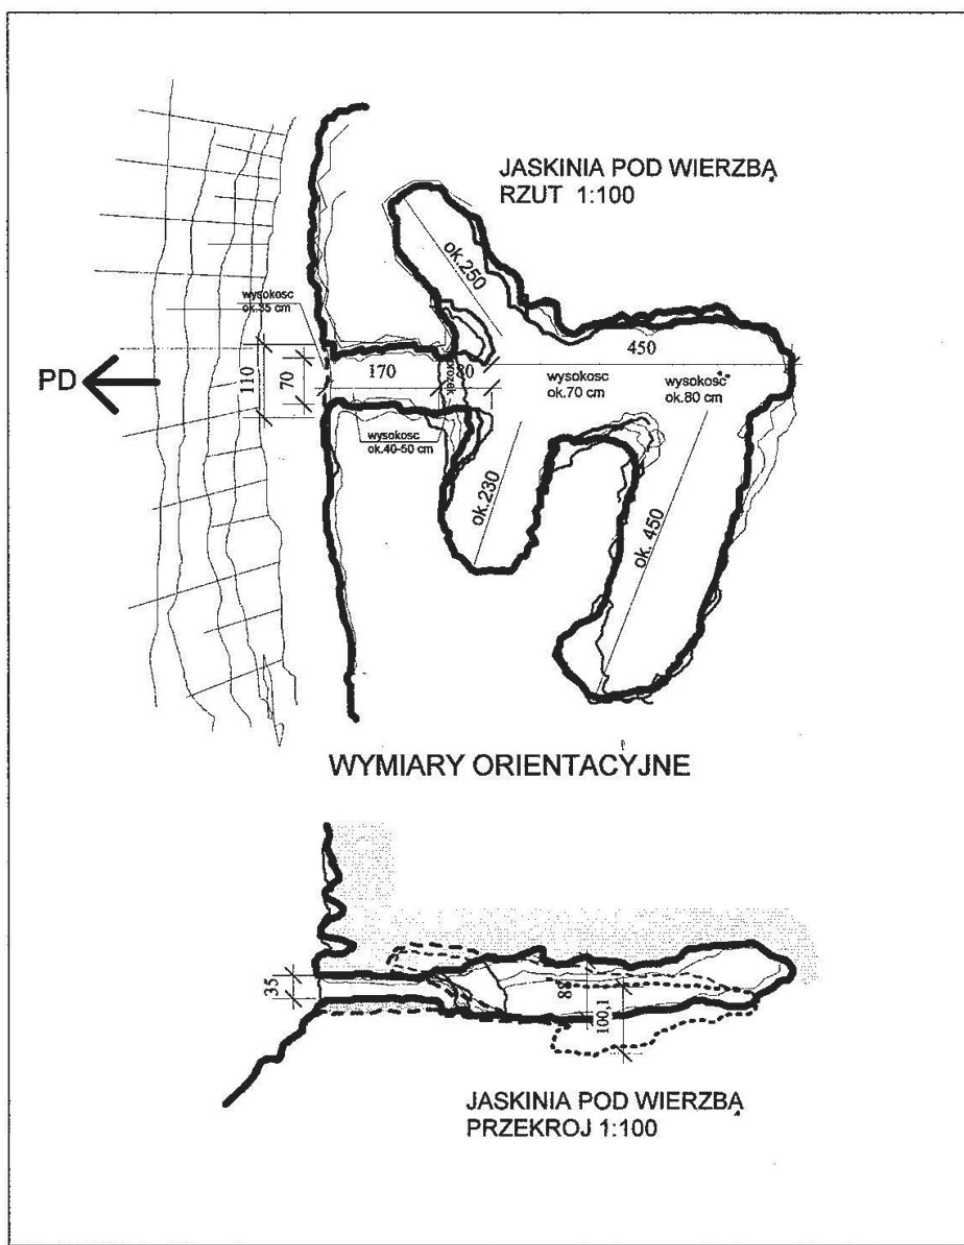 JASKINIA POD WIERZBĄ
RZUT 1:100
ok.250
wysokosc
ok.35 cm
450
PD
110
70
170
80
wysokosc
ok.70 cm
wysokosc
ok.80 cm
wysokosc
ok.40-50 cm
ok.230
ok. 450
WYMIARY ORIENTACYJNE
35
88
100,1
JASKINIA POD WIERZBĄ
PRZEKROJ 1:100